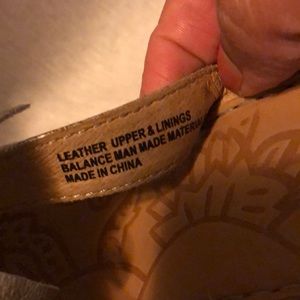 LEATHER UPPER & LININGS
BALANCE MAN MADE MATERIAL
MADE IN CHINA